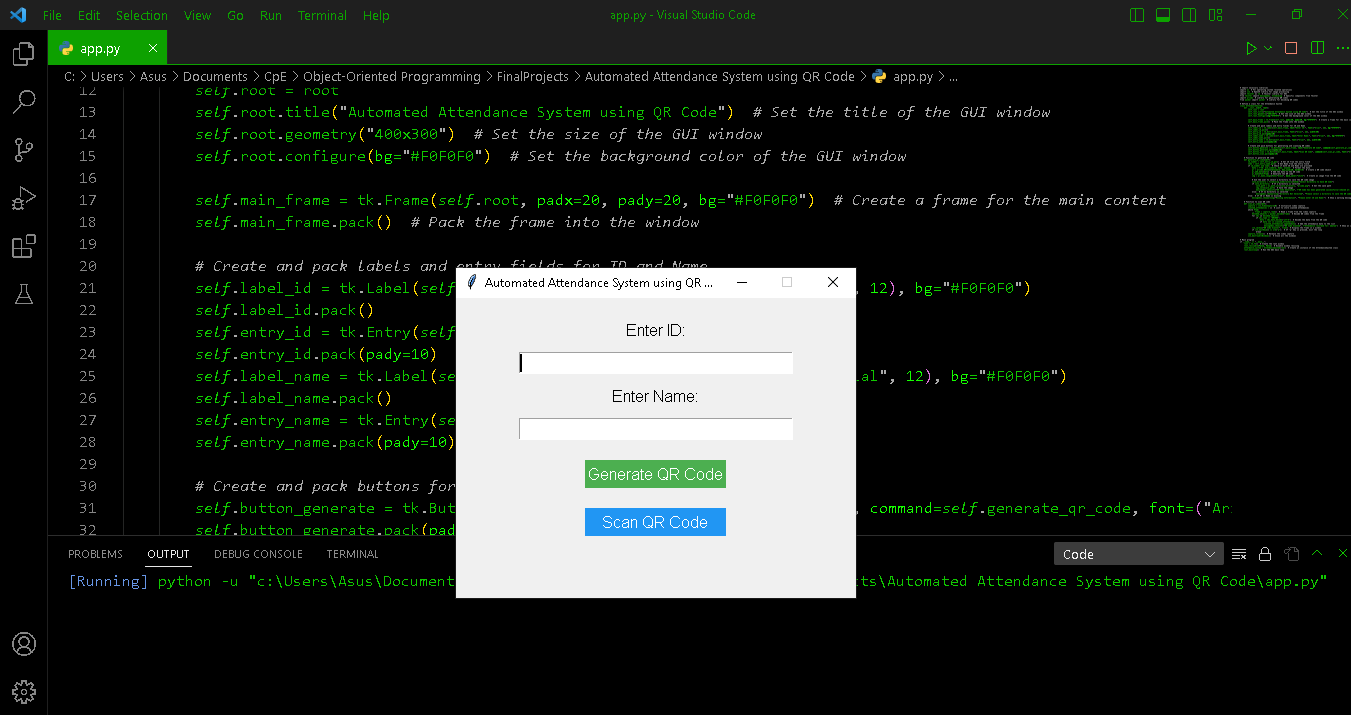 File Edit Selection View Go Run Terminal Help app.py - Visual Studio Code
app.py
C: > Users > Asus > Documents > CpE > Object-Oriented Programming > FinalProjects > Automated Attendance System using QR Code > app.py > ...
12 self.root = root
13 self.root.title("Automated Attendance System using QR Code")  # Set the title of the GUI window
14 self.root.geometry("400x300")  # Set the size of the GUI window
15 self.root.configure(bg="#F0F0F0")  # Set the background color of the GUI window
16
17 self.main_frame = tk.Frame(self.root, padx=20, pady=20, bg="#F0F0F0")  # Create a frame for the main content
18 self.main_frame.pack()  # Pack the frame into the window
19
20 # Create and pack labels and entry fields for ID and Name
21 self.label_id = tk.Label(self , 12), bg="#F0F0F0")
22 self.label_id.pack()
23 self.entry_id = tk.Entry(self
24 self.entry_id.pack(pady=10)
25 self.label_name = tk.Label(se ial", 12), bg="#F0F0F0")
26 self.label_name.pack()
27 self.entry_name = tk.Entry(se
28 self.entry_name.pack(pady=10)
29
30 # Create and pack buttons for
31 self.button_generate = tk.But , command=self.generate_qr_code, font=("Ar
32 self.button_generate.pack(pad
Automated Attendance System using QR ...
Enter ID:
Enter Name:
Generate QR Code
Scan QR Code
PROBLEMS OUTPUT DEBUG CONSOLE TERMINAL Code
[Running] python -u "c:\Users\Asus\Document ts\Automated Attendance System using QR Code\app.py"